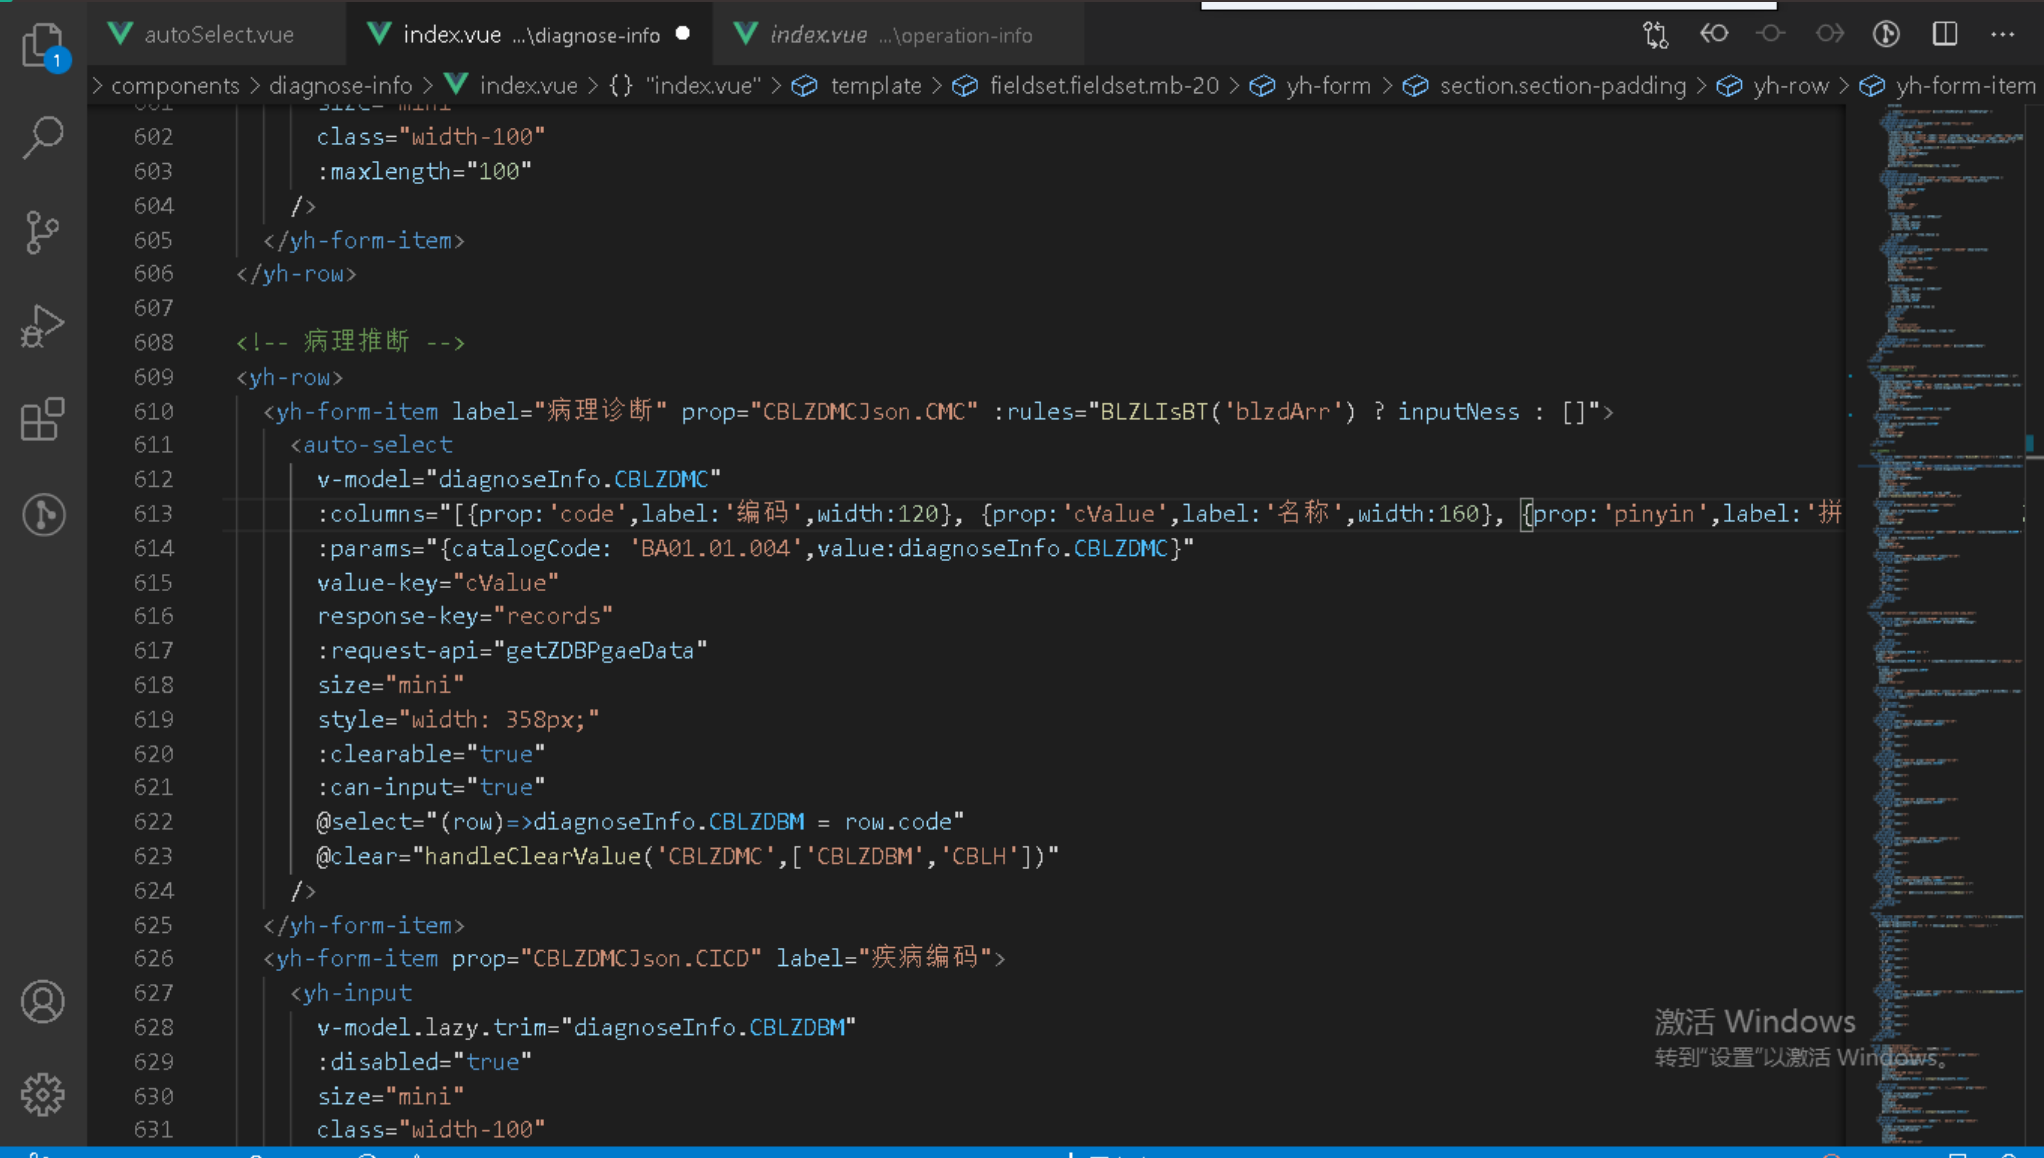 1
autoSelect.vue
index.vue ...\diagnose-info
index.vue ...\operation-info
> components > diagnose-info > index.vue > {} "index.vue" > template > fieldset.fieldset.mb-20 > yh-form > section.section-padding > yh-row > yh-form-item
601 size="mini"
602 class="width-100"
603 :maxlength="100"
604 />
605 </yh-form-item>
606 </yh-row>
607
608 <!-- 病理推断 -->
609 <yh-row>
610 <yh-form-item label="病理诊断" prop="CBLZDMCJson.CMC" :rules="BLZLIsBT('blzdArr') ? inputNess : []">
611 <auto-select
612 v-model="diagnoseInfo.CBLZDMC"
613 :columns="[{prop:'code',label:'编码',width:120}, {prop:'cValue',label:'名称',width:160}, {prop:'pinyin',label:'拼
614 :params="{catalogCode: 'BA01.01.004',value:diagnoseInfo.CBLZDMC}"
615 value-key="cValue"
616 response-key="records"
617 :request-api="getZDBPgaeData"
618 size="mini"
619 style="width: 358px;"
620 :clearable="true"
621 :can-input="true"
622 @select="(row)=>diagnoseInfo.CBLZDBM = row.code"
623 @clear="handleClearValue('CBLZDMC',['CBLZDBM','CBLH'])"
624 />
625 </yh-form-item>
626 <yh-form-item prop="CBLZDMCJson.CICD" label="疾病编码">
627 <yh-input
628 v-model.lazy.trim="diagnoseInfo.CBLZDBM"
629 :disabled="true"
630 size="mini"
631 class="width-100"
激活 Windows
转到“设置”以激活 Windows。